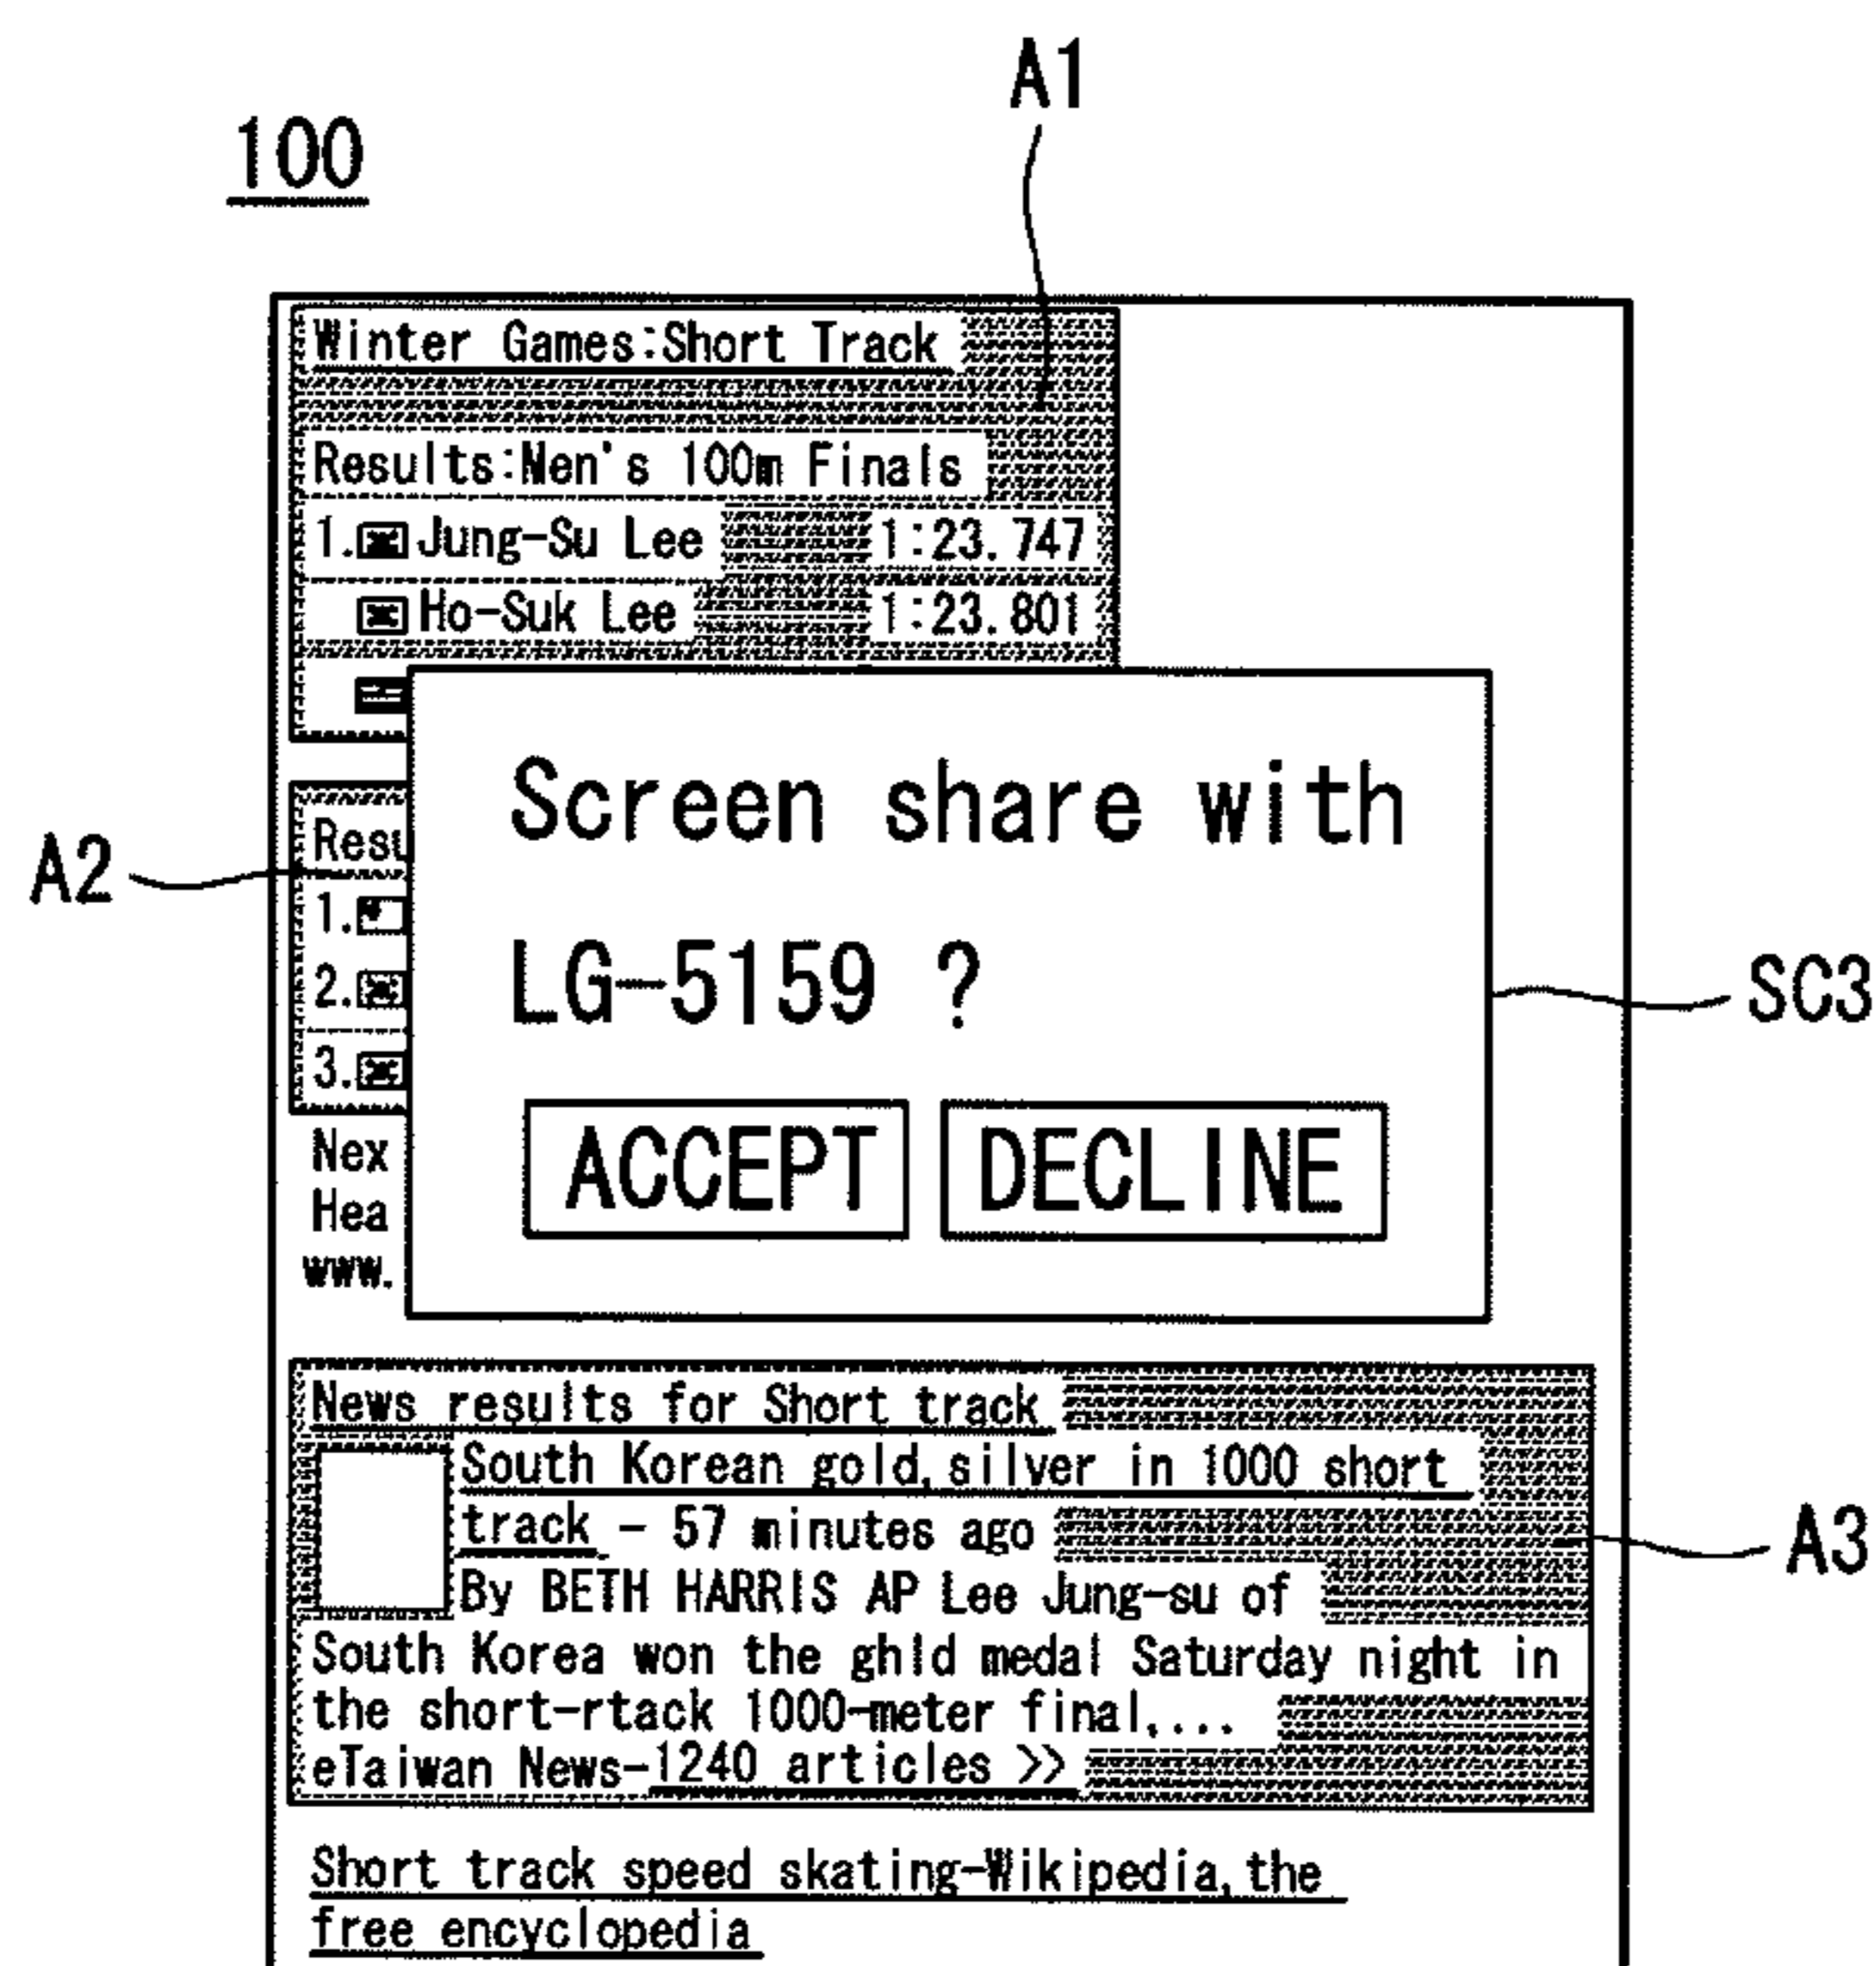 A1
100
Winter Games:Short Track
Results:Men's 100m Finals
1. Jung-Su Lee 1:23.747
Ho-Suk Lee 1:23.801
Screen share with
LG-5159 ?
ACCEPT DECLINE
A2
SC3
Resu
1.
2.
3.
Nex
Hea
www.
News results for Short track
South Korean gold,silver in 1000 short
track - 57 minutes ago
A3
By BETH HARRIS AP Lee Jung-su of
South Korea won the ghld medal Saturday night in
the short-rtack 1000-meter final,...
eTaiwan News-1240 articles >>
Short track speed skating-Wikipedia,the
free encyclopedia